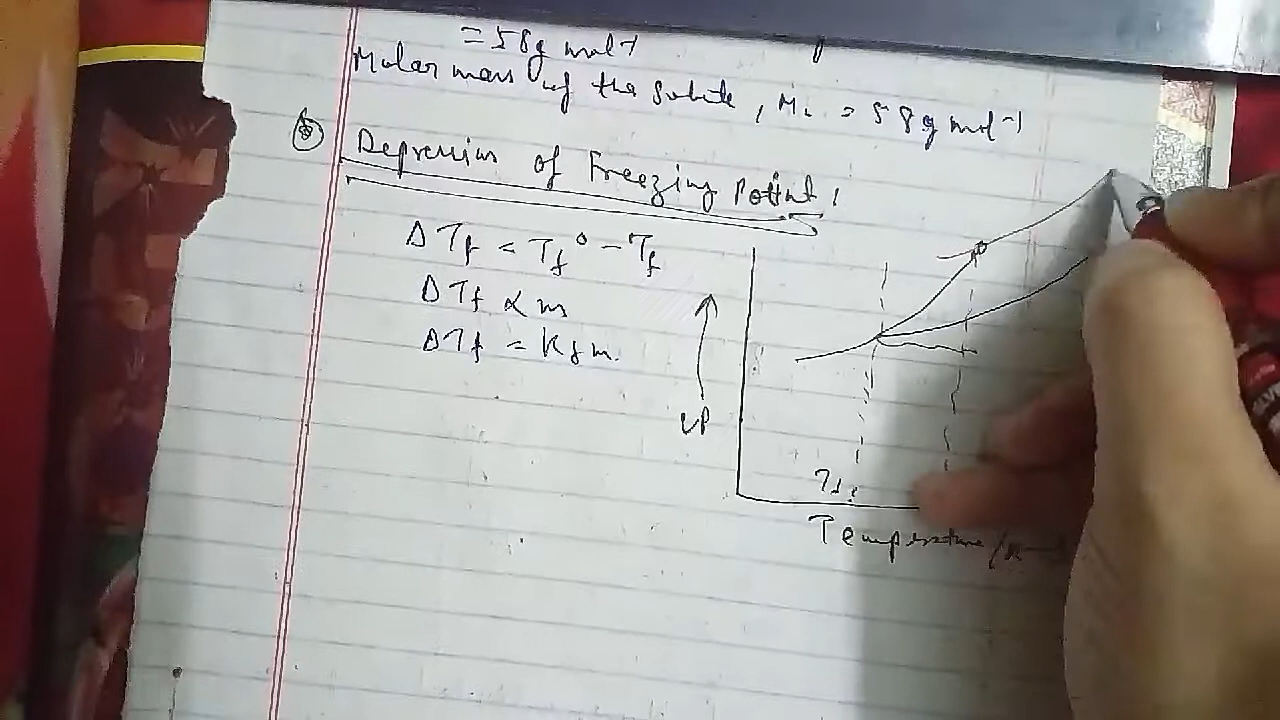 = 58 g mol-1
Molar mass of the solute, M2 = 58 g mol-1
Depression of Freezing Point :
ΔTf = Tf° - Tf
ΔTf ∝ m
ΔTf = Kf m.
VP
Tf
Temperature/K